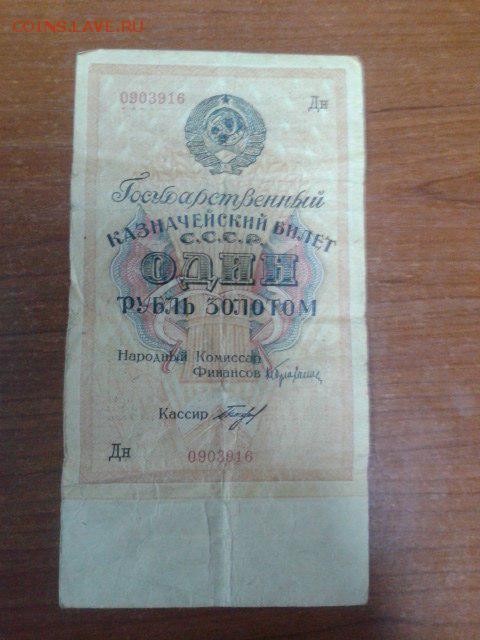 COINS.LAVE.RU
0903916 Дн
Государственный
КАЗНАЧЕЙСКИЙ БИЛЕТ
С.С.С.Р.
ОДИН
РУБЛЬ ЗОЛОТОМ
Народный Комиссар
Финансов
Кассир
Дн 0903916